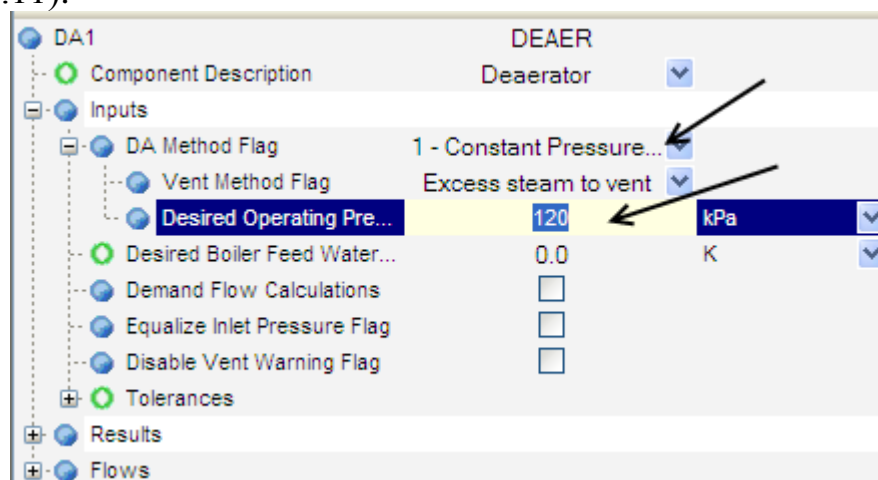 DA1 DEAER
Component Description Deaerator
Inputs
DA Method Flag 1 - Constant Pressure...
Vent Method Flag Excess steam to vent
Desired Operating Pre... 120 kPa
Desired Boiler Feed Water... 0.0 K
Demand Flow Calculations
Equalize Inlet Pressure Flag
Disable Vent Warning Flag
Tolerances
Results
Flows